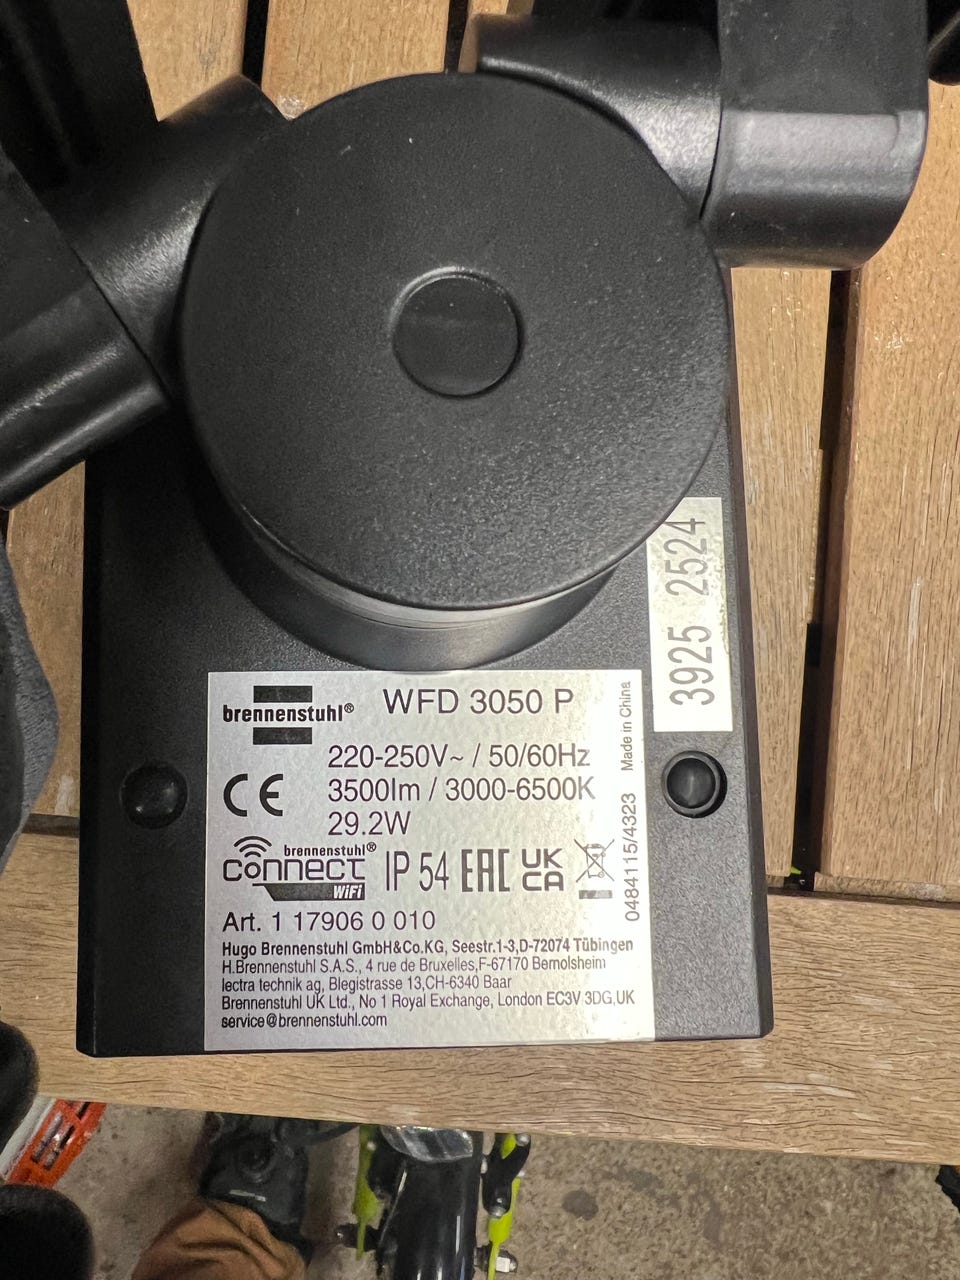 3925 2524
brennenstuhl®
WFD 3050 P
220-250V~ / 50/60Hz
CE
3500lm / 3000-6500K
29.2W
brennenstuhl®
connect
WiFi
IP 54 EAC UK
CA
Art. 1 17906 0 010
Hugo Brennenstuhl GmbH&Co.KG, Seestr.1-3,D-72074 Tübingen
H.Brennenstuhl S.A.S., 4 rue de Bruxelles,F-67170 Bernolsheim
lectra technik ag, Blegistrasse 13,CH-6340 Baar
Brennenstuhl UK Ltd., No 1 Royal Exchange, London EC3V 3DG,UK
service@brennenstuhl.com
0484115/4323 Made in China